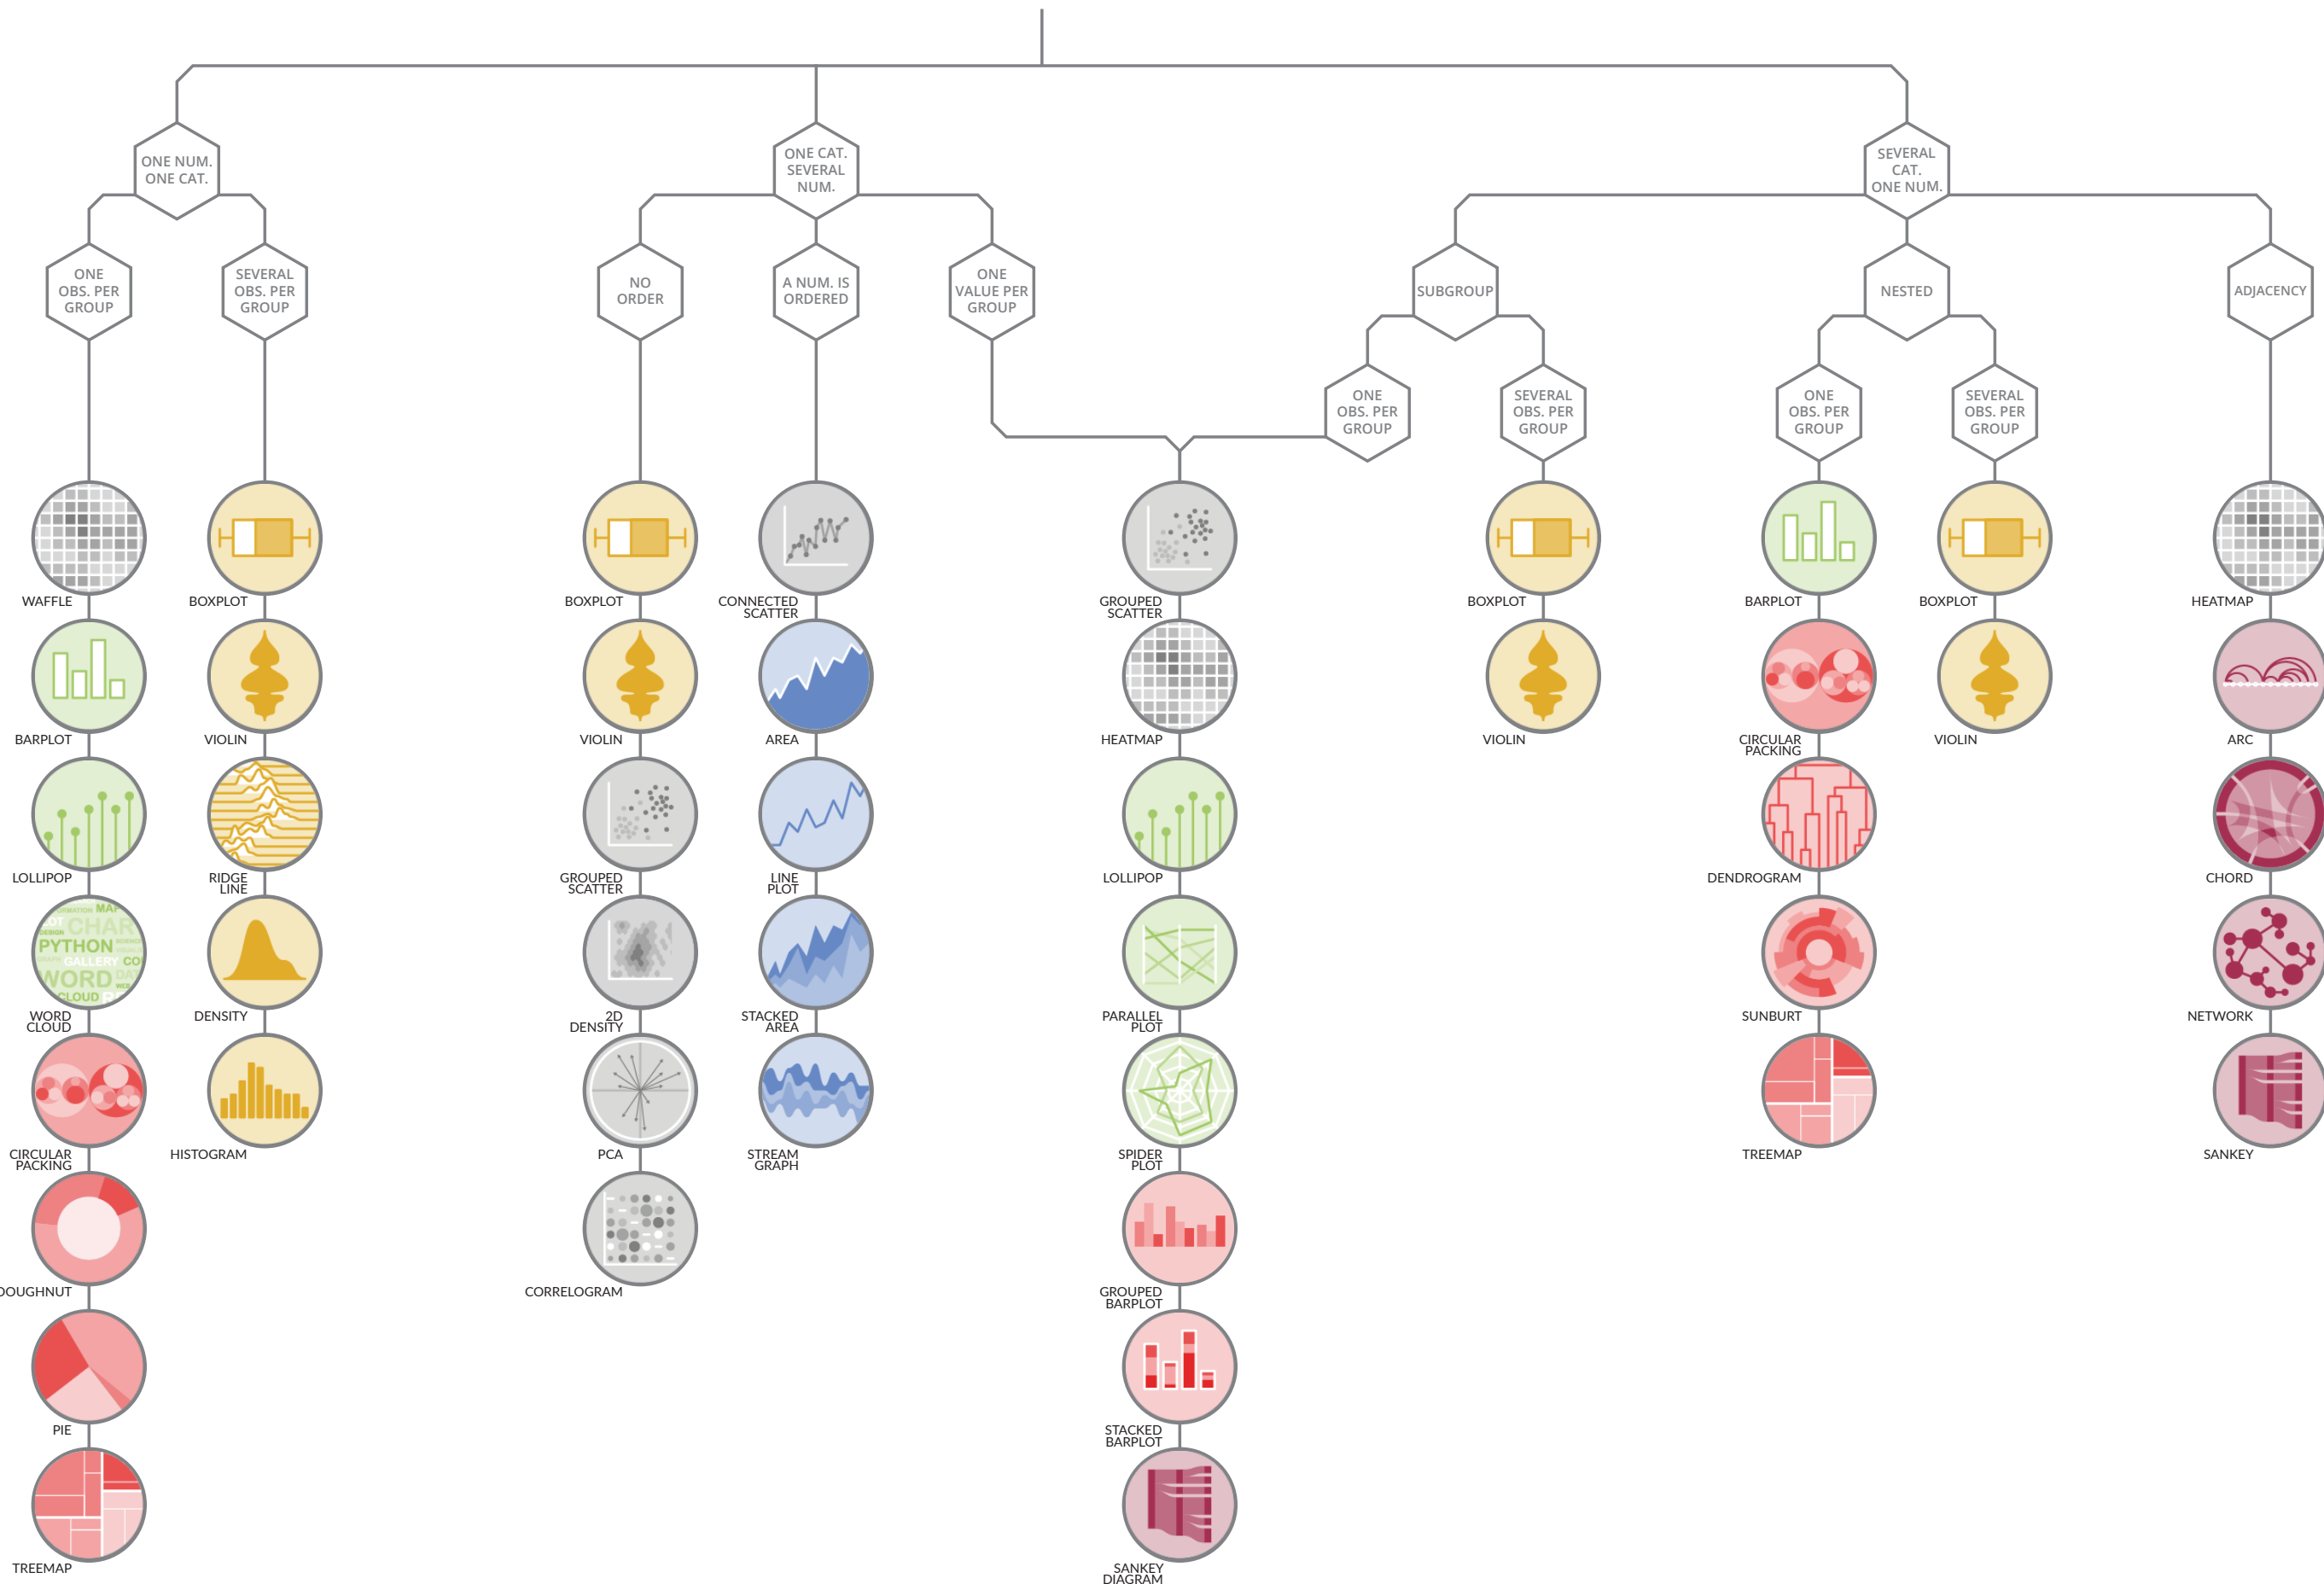 ONE NUM.
ONE CAT.
ONE CAT.
SEVERAL
NUM.
SEVERAL
CAT.
ONE NUM.
ONE
OBS. PER
GROUP
SEVERAL
OBS. PER
GROUP
NO
ORDER
A NUM. IS
ORDERED
ONE
VALUE PER
GROUP
SUBGROUP
NESTED
ADJACENCY
ONE
OBS. PER
GROUP
SEVERAL
OBS. PER
GROUP
ONE
OBS. PER
GROUP
SEVERAL
OBS. PER
GROUP
WAFFLE
BOXPLOT
BOXPLOT
CONNECTED
SCATTER
GROUPED
SCATTER
BOXPLOT
BARPLOT
BOXPLOT
HEATMAP
BARPLOT
VIOLIN
VIOLIN
AREA
HEATMAP
VIOLIN
CIRCULAR
PACKING
VIOLIN
ARC
LOLLIPOP
RIDGE
LINE
GROUPED
SCATTER
LINE
PLOT
LOLLIPOP
DENDROGRAM
CHORD
MAP
CHAR
DESIGN
PYTHON
GALLERY
WORD
CLOUD
WORD
CLOUD
DENSITY
2D
DENSITY
STACKED
AREA
PARALLEL
PLOT
SUNBURT
NETWORK
CIRCULAR
PACKING
HISTOGRAM
PCA
STREAM
GRAPH
SPIDER
PLOT
TREEMAP
SANKEY
DOUGHNUT
CORRELOGRAM
GROUPED
BARPLOT
PIE
STACKED
BARPLOT
TREEMAP
SANKEY
DIAGRAM